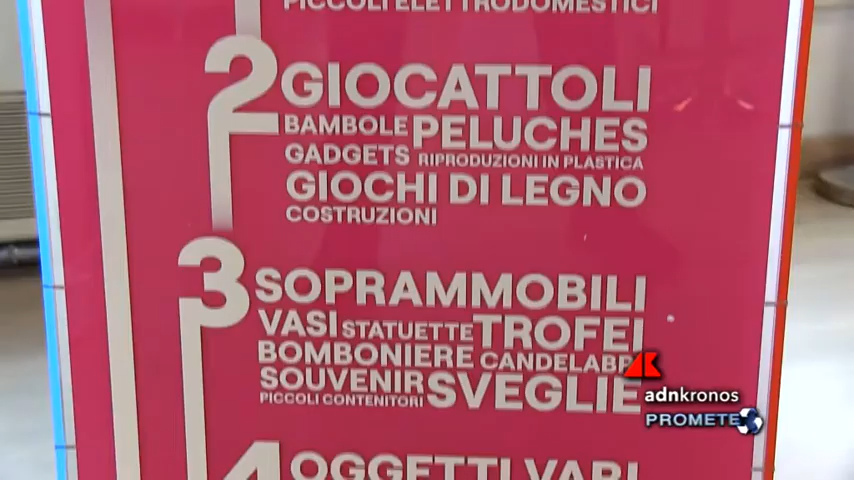 PICCOLI ELETTRODOMESTICI
2 GIOCATTOLI
BAMBOLE PELUCHES
GADGETS RIPRODUZIONI IN PLASTICA
GIOCHI DI LEGNO
COSTRUZIONI
3 SOPRAMMOBILI
VASI STATUETTE TROFEI
BOMBONIERE CANDELABRI
SOUVENIR SVEGLIE
PICCOLI CONTENITORI
adnkronos
PROMETEO
4 OGGETTI VARI